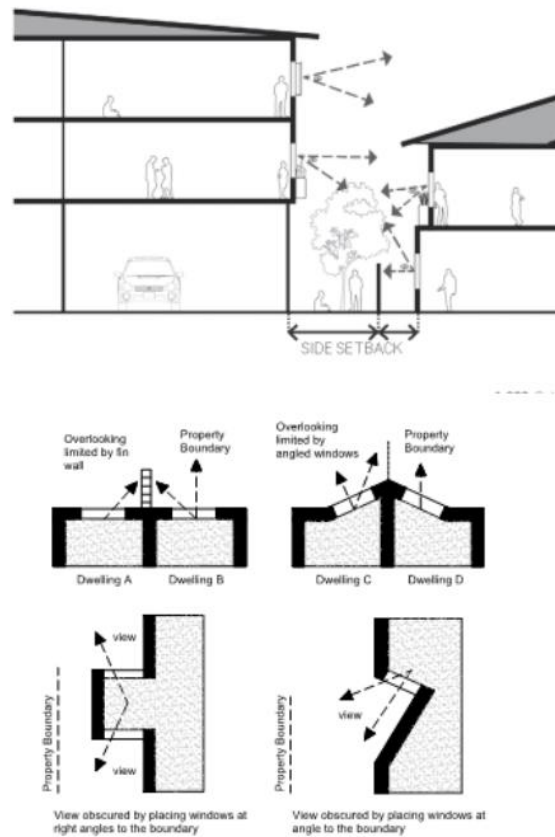 SIDE SETBACK
Overlooking
limited by fin
wall
Property
Boundary
Overlooking
limited by
angled windows
Property
Boundary
Dwelling A
Dwelling B
Dwelling C
Dwelling D
Property Boundary
view
view
Property Boundary
view
View obscured by placing windows at
right angles to the boundary
View obscured by placing windows at
angle to the boundary